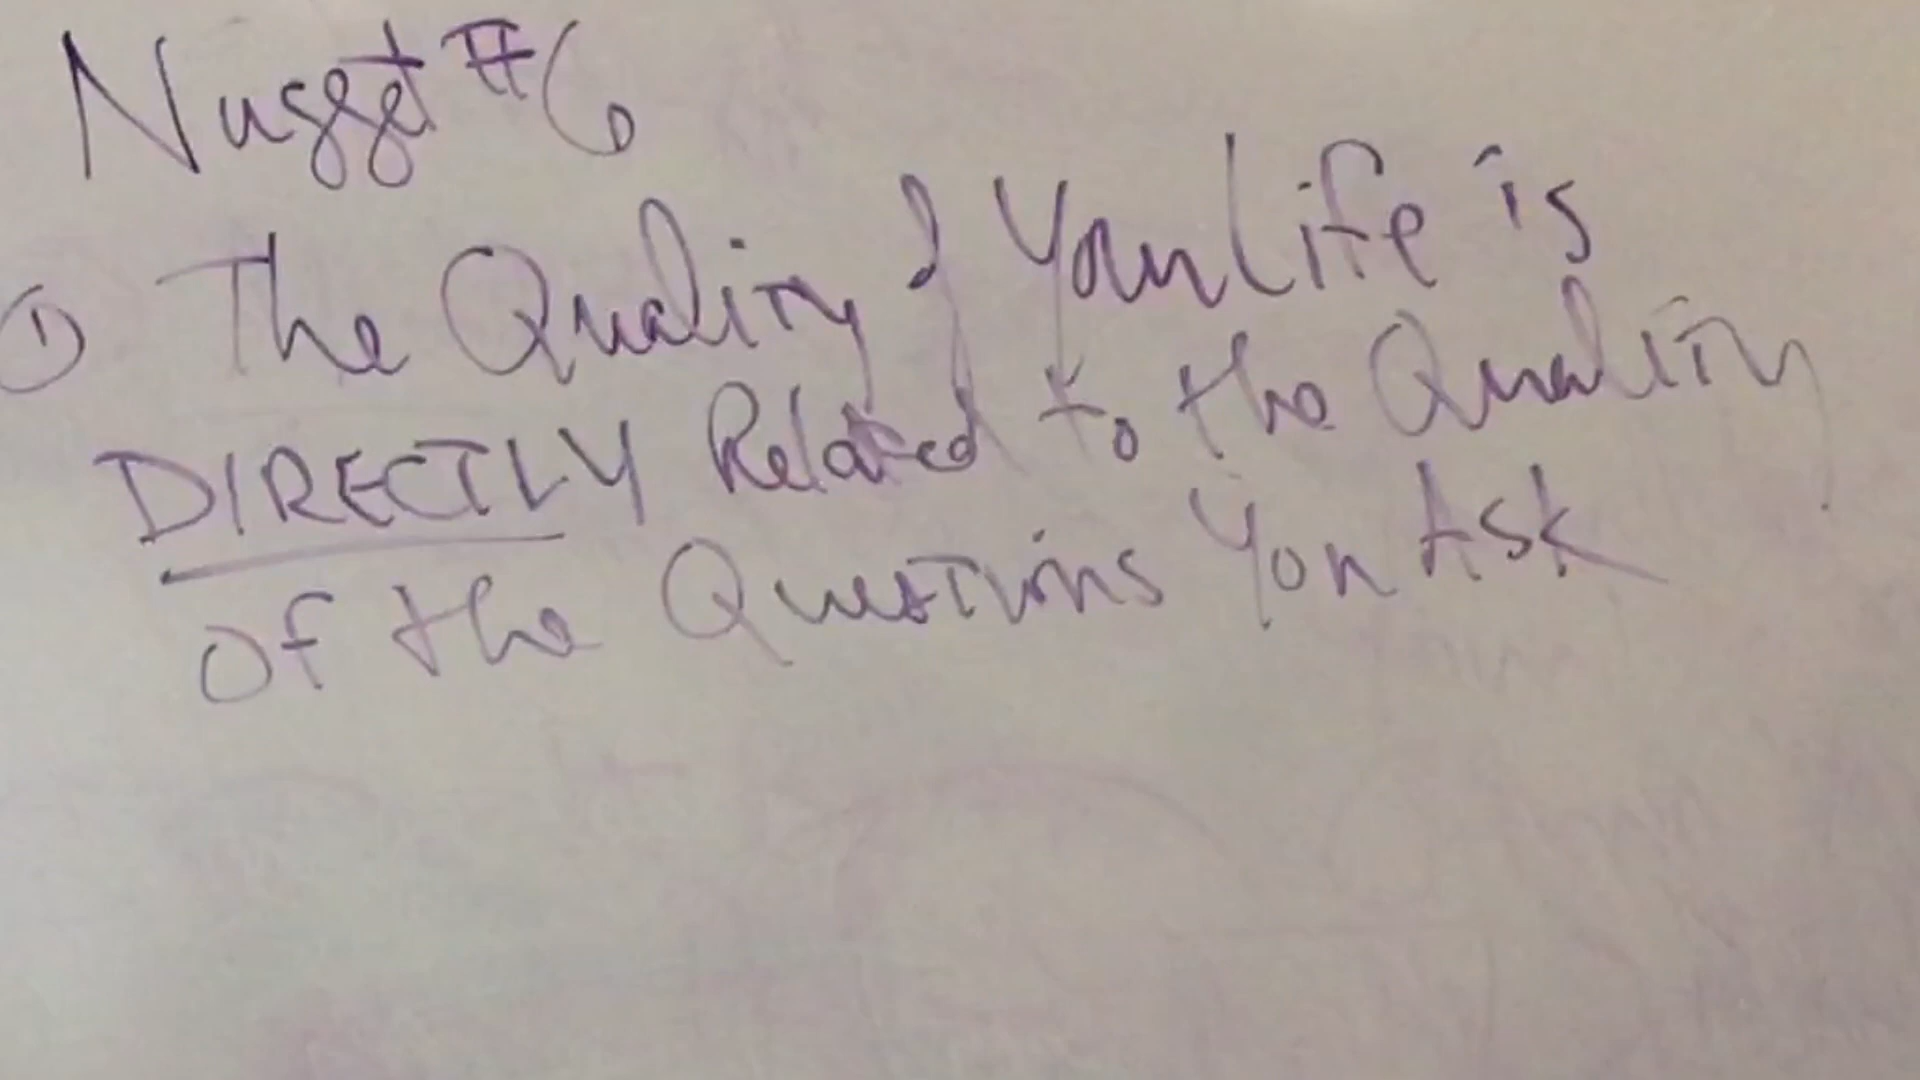 Nugget #6
① The Quality of Your Life is
DIRECTLY Related to the Quality
of the Questions You Ask